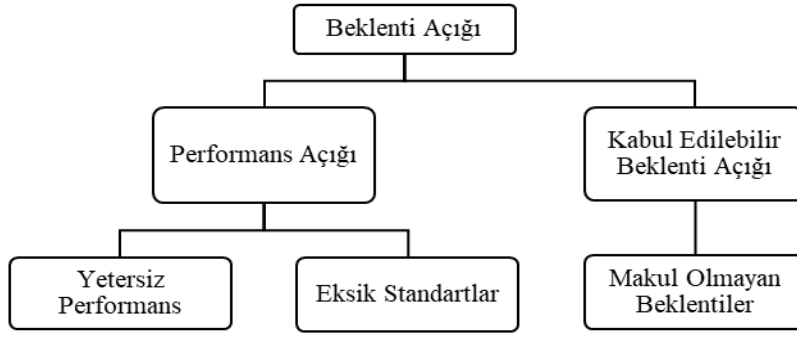 Beklenti Açığı
Performans Açığı
Kabul Edilebilir
Beklenti Açığı
Yetersiz
Performans
Eksik Standartlar
Makul Olmayan
Beklentiler